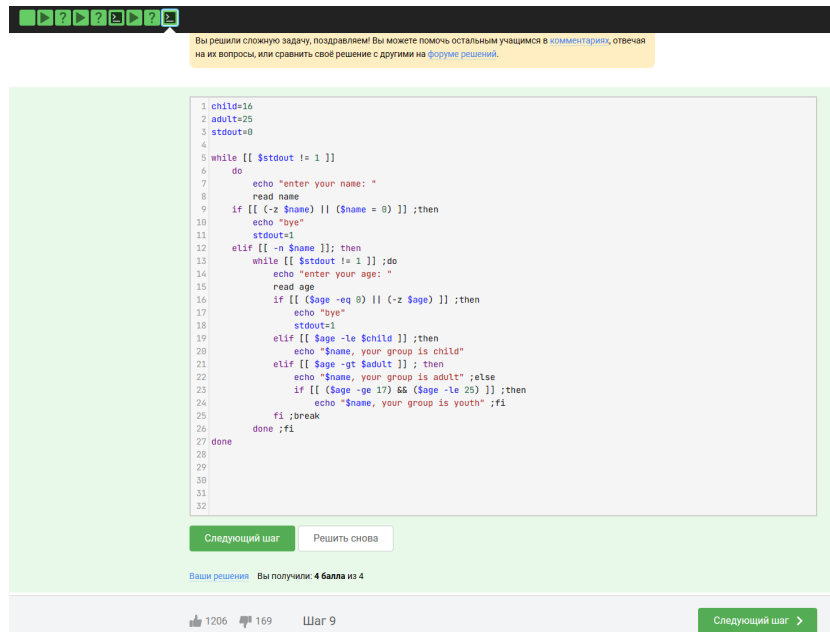 Вы решили сложную задачу, поздравляем! Вы можете помочь остальным учащимся в комментариях, отвечая
на их вопросы, или сравнить своё решение с другими на форуме решений.
1 child=16
2 adult=25
3 stdout=0
4
5 while [[ $stdout != 1 ]]
6 do
7 echo "enter your name: "
8 read name
9 if [[ (-z $name) || ($name = 0) ]] ;then
10 echo "bye"
11 stdout=1
12 elif [[ -n $name ]]; then
13 while [[ $stdout != 1 ]] ;do
14 echo "enter your age: "
15 read age
16 if [[ ($age -eq 0) || (-z $age) ]] ;then
17 echo "bye"
18 stdout=1
19 elif [[ $age -le $child ]] ;then
20 echo "$name, your group is child"
21 elif [[ $age -gt $adult ]] ; then
22 echo "$name, your group is adult" ;else
23 if [[ ($age -ge 17) && ($age -le 25) ]] ;then
24 echo "$name, your group is youth" ;fi
25 fi ;break
26 done ;fi
27 done
28
29
30
31
32
Следующий шаг Решить снова
Ваши решения Вы получили: 4 балла из 4
1206 169 Шаг 9 Следующий шаг